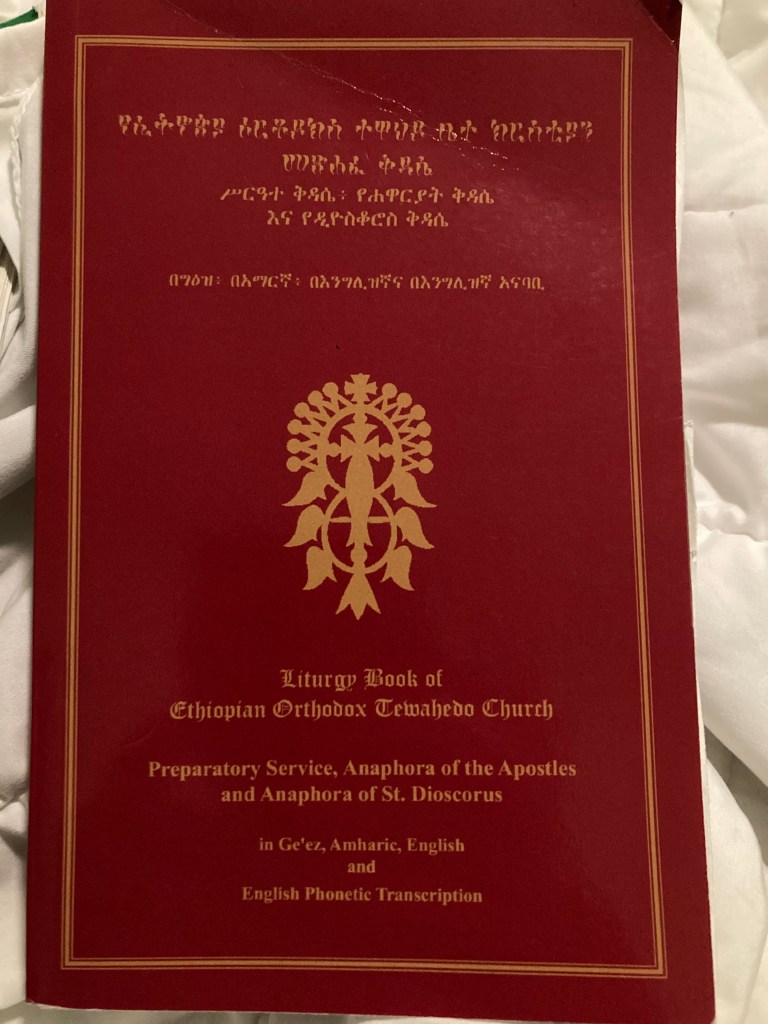 የኢትዮጵያ ኦርቶዶክስ ተዋህዶ ቤተ ክርስቲያን
መጽሐፈ ቅዳሴ
ሥርዓተ ቅዳሴ፣ የሐዋርያት ቅዳሴ
እና የዲዮስቆሮስ ቅዳሴ
በግዕዝ፣ በአማርኛ፣ በእንግሊዝኛና በእንግሊዝኛ አናባቢ
Liturgy Book of
Ethiopian Orthodox Tewahedo Church
Preparatory Service, Anaphora of the Apostles
and Anaphora of St. Dioscorus
in Ge'ez, Amharic, English
and
English Phonetic Transcription